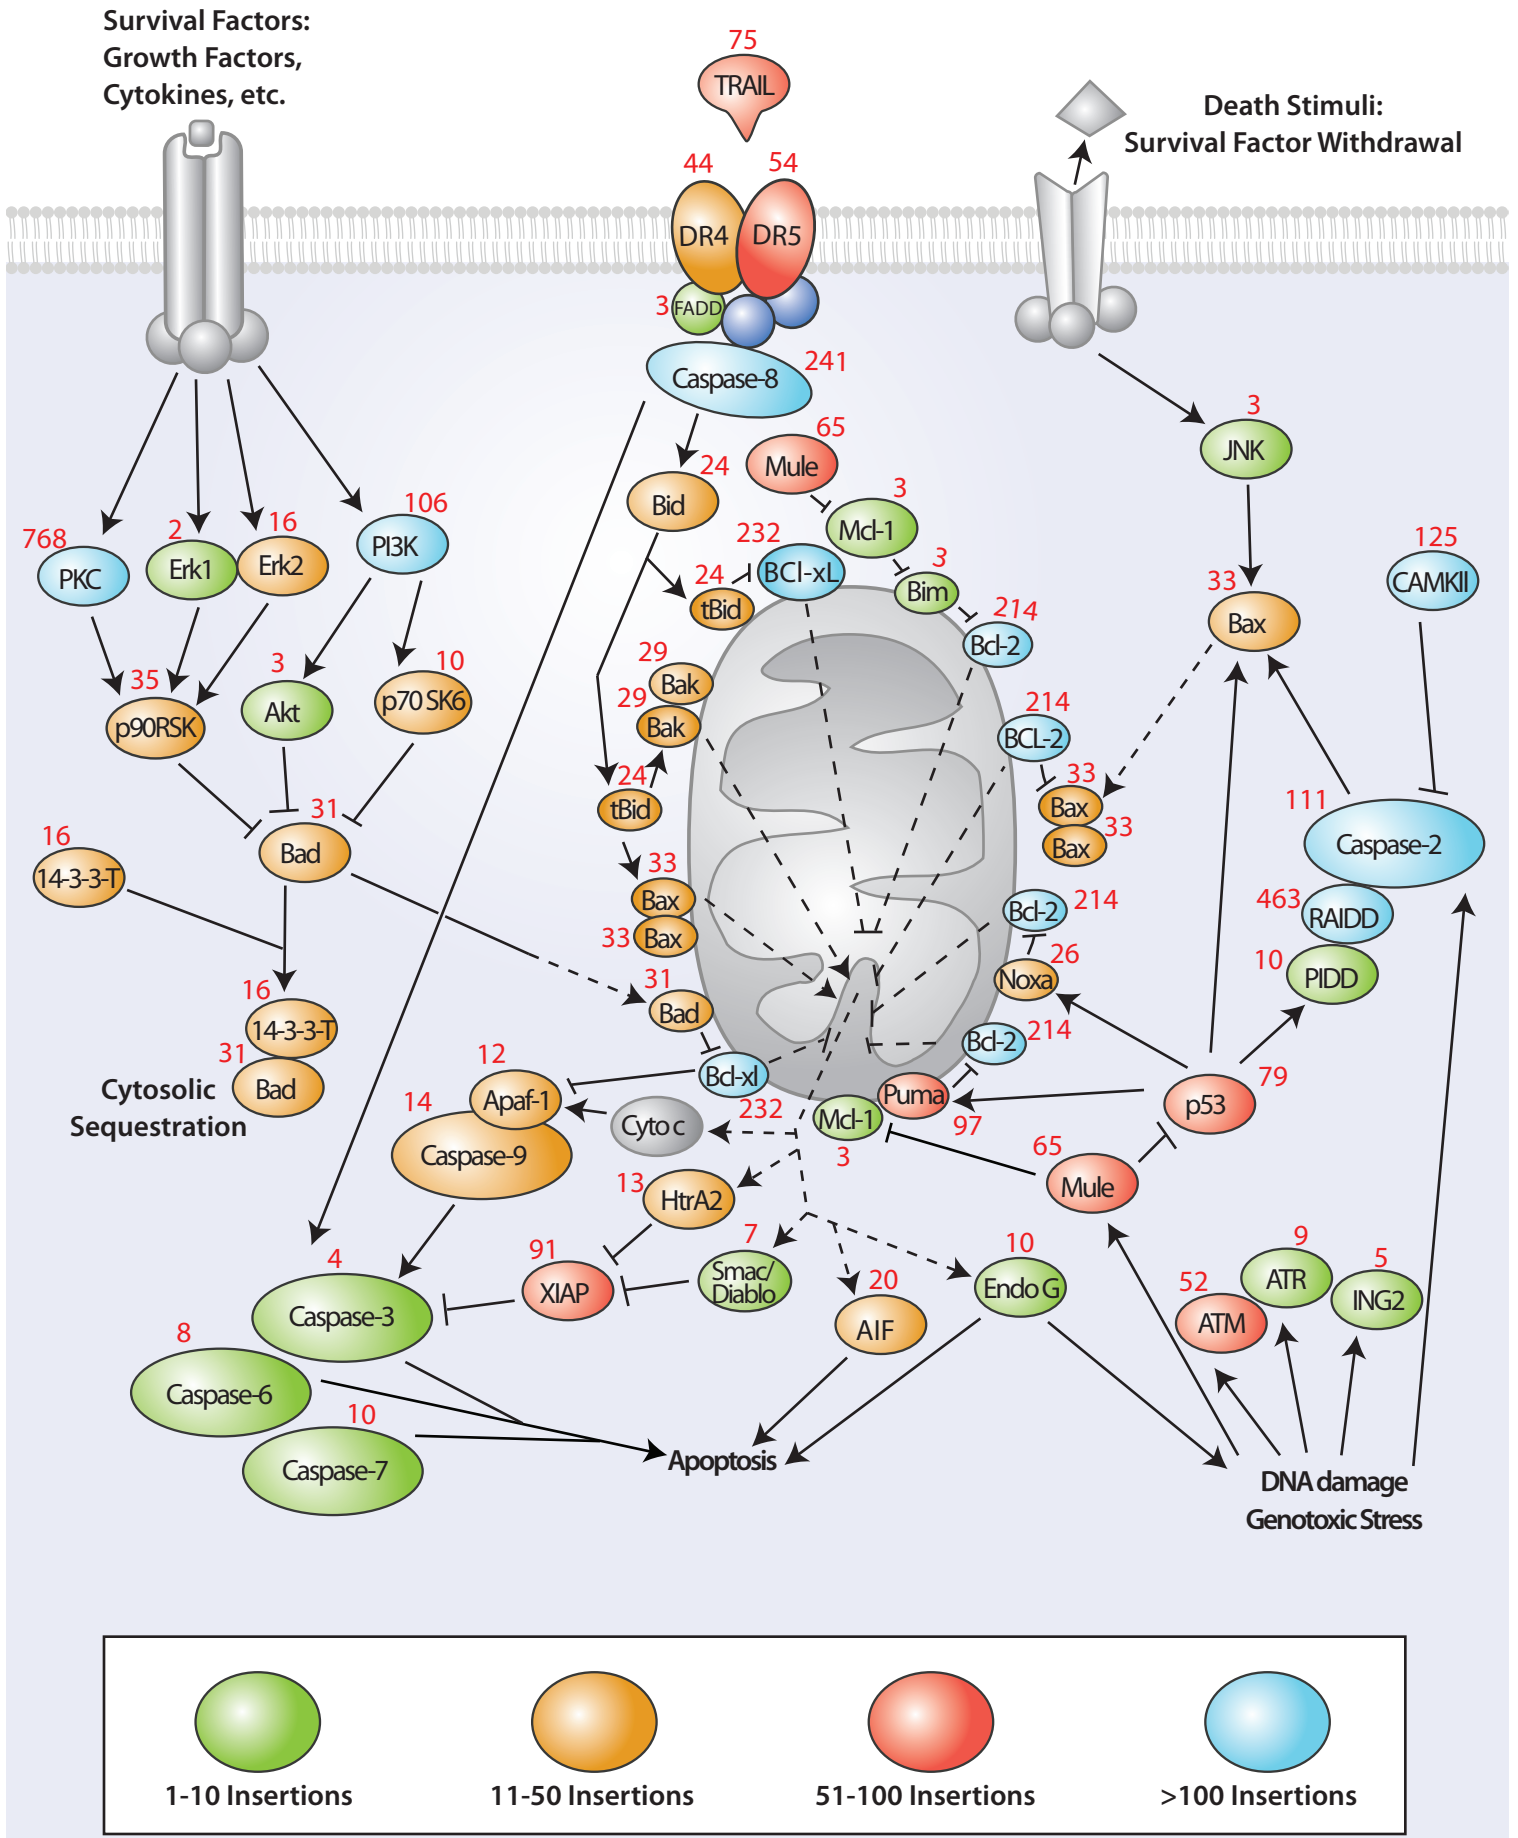 Survival Factors:
Growth Factors,
Cytokines, etc.
75
TRAIL
Death Stimuli:
Survival Factor Withdrawal
44
54
DR4
DR5
3
FADD
Caspase-8
241
3
JNK
65
Mule
24
Bid
3
Mcl-1
768
PKC
2
Erk1
16
Erk2
106
PI3K
232
BCl-xL
24
tBid
3
Bim
214
Bcl-2
33
Bax
125
CAMKII
35
p90RSK
3
Akt
10
p70 SK6
29
Bak
29
Bak
214
BCL-2
24
tBid
33
Bax
33
Bax
31
Bad
16
14-3-3-T
111
Caspase-2
33
Bax
33
Bax
Bcl-2
214
463
RAIDD
26
Noxa
10
PIDD
31
Bad
16
14-3-3-T
31
Bad
Cytosolic
Sequestration
Bcl-2
214
12
Apaf-1
14
Caspase-9
Bcl-xl
232
Cyto c
Mcl-1
3
Puma
97
79
p53
65
Mule
13
HtrA2
7
Smac/
Diablo
91
XIAP
4
Caspase-3
20
AIF
10
Endo G
52
ATM
9
ATR
5
ING2
8
Caspase-6
10
Caspase-7
Apoptosis
DNA damage
Genotoxic Stress
1-10 Insertions
11-50 Insertions
51-100 Insertions
>100 Insertions